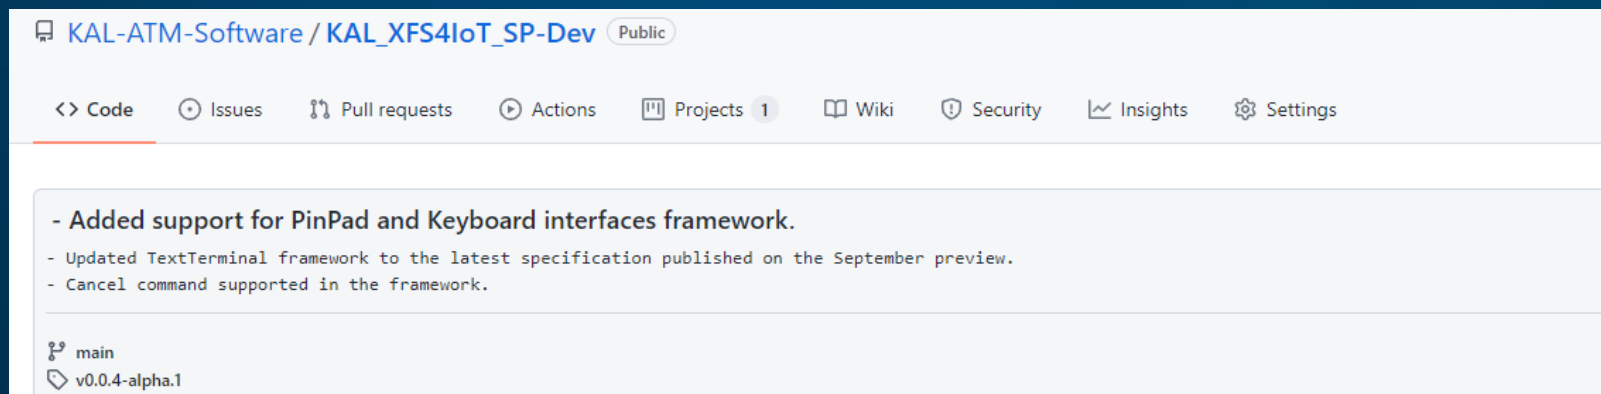 KAL-ATM-Software / KAL_XFS4IoT_SP-Dev Public
Code Issues Pull requests Actions Projects 1 Wiki Security Insights Settings
- Added support for PinPad and Keyboard interfaces framework.
- Updated TextTerminal framework to the latest specification published on the September preview.
- Cancel command supported in the framework.
main
v0.0.4-alpha.1